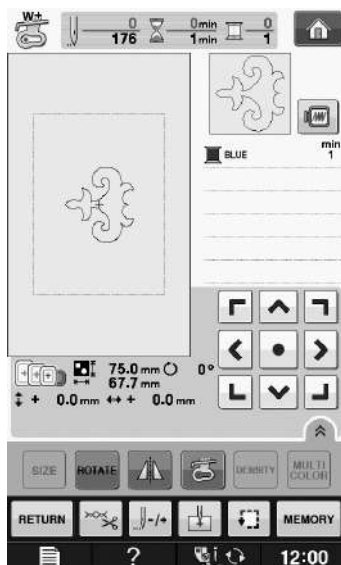 W+
0 0min 0
176 1min 1
min
BLUE 1
75.0 mm 0°
67.7 mm
+ 0.0 mm + 0.0 mm
SIZE ROTATE DENSITY MULTI COLOR
RETURN -/+ MEMORY
? i 12:00